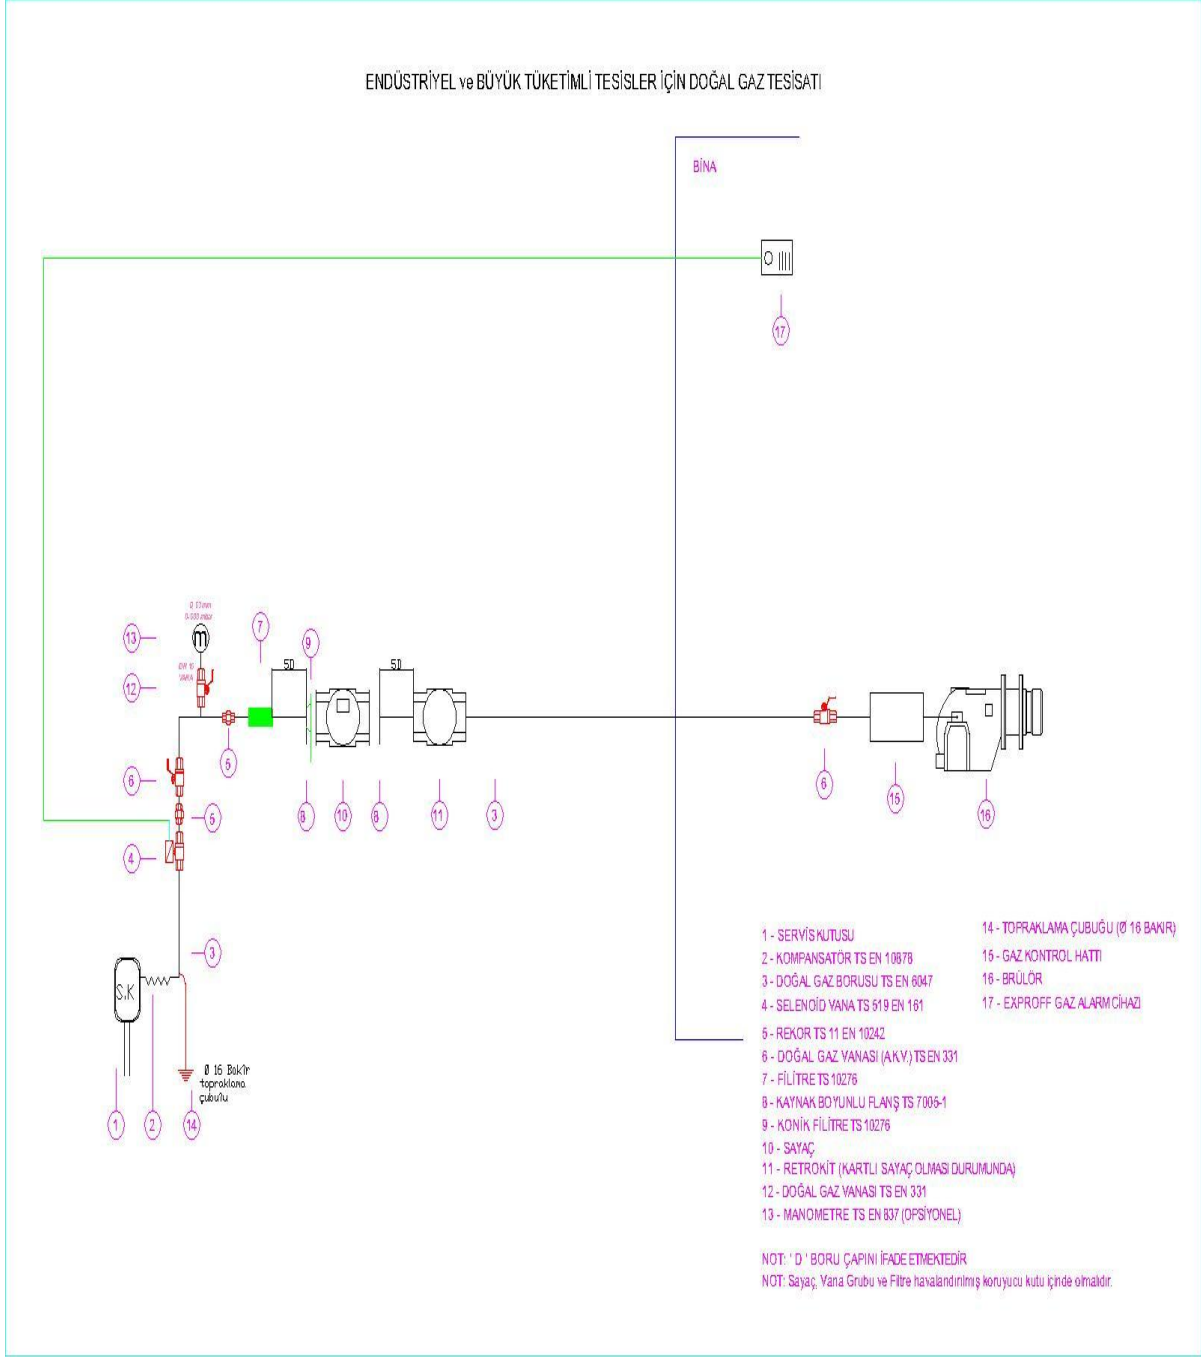 ENDÜSTRİYEL ve BÜYÜK TÜKETİMLİ TESİSLER İÇİN DOĞAL GAZ TESİSATI
BİNA
17
Ø 63 mm
13
m
7
9
12
VANA
5D
5D
6
5
6
5
4
8
10
8
11
3
15
16
3
S.K
Ø 16 Bakır
topraklama
çubuğu
1
2
14
1 - SERVİS KUTUSU
2 - KOMPANSATÖR TS EN 10878
3 - DOĞAL GAZ BORUSU TS EN 6047
4 - SELENOİD VANA TS 519 EN 161
5 - REKOR TS 11 EN 10242
6 - DOĞAL GAZ VANASI (A.K.V.) TS EN 331
7 - FİLİTRE TS 10276
8 - KAYNAK BOYUNLU FLANŞ TS 7006-1
9 - KONİK FİLİTRE TS 10276
10 - SAYAÇ
11 - RETROKİT (KARTLI SAYAÇ OLMASI DURUMUNDA)
12 - DOĞAL GAZ VANASI TS EN 331
13 - MANOMETRE TS EN 837 (OPSİYONEL)
14 - TOPRAKLAMA ÇUBUĞU (Ø 16 BAKIR)
15 - GAZ KONTROL HATTI
16 - BRÜLÖR
17 - EXPROFF GAZ ALARM CİHAZI
NOT: ' D ' BORU ÇAPINI İFADE ETMEKTEDİR
NOT: Sayaç, Vana Grubu ve Filtre havalandırılmış koruyucu kutu içinde olmalıdır.